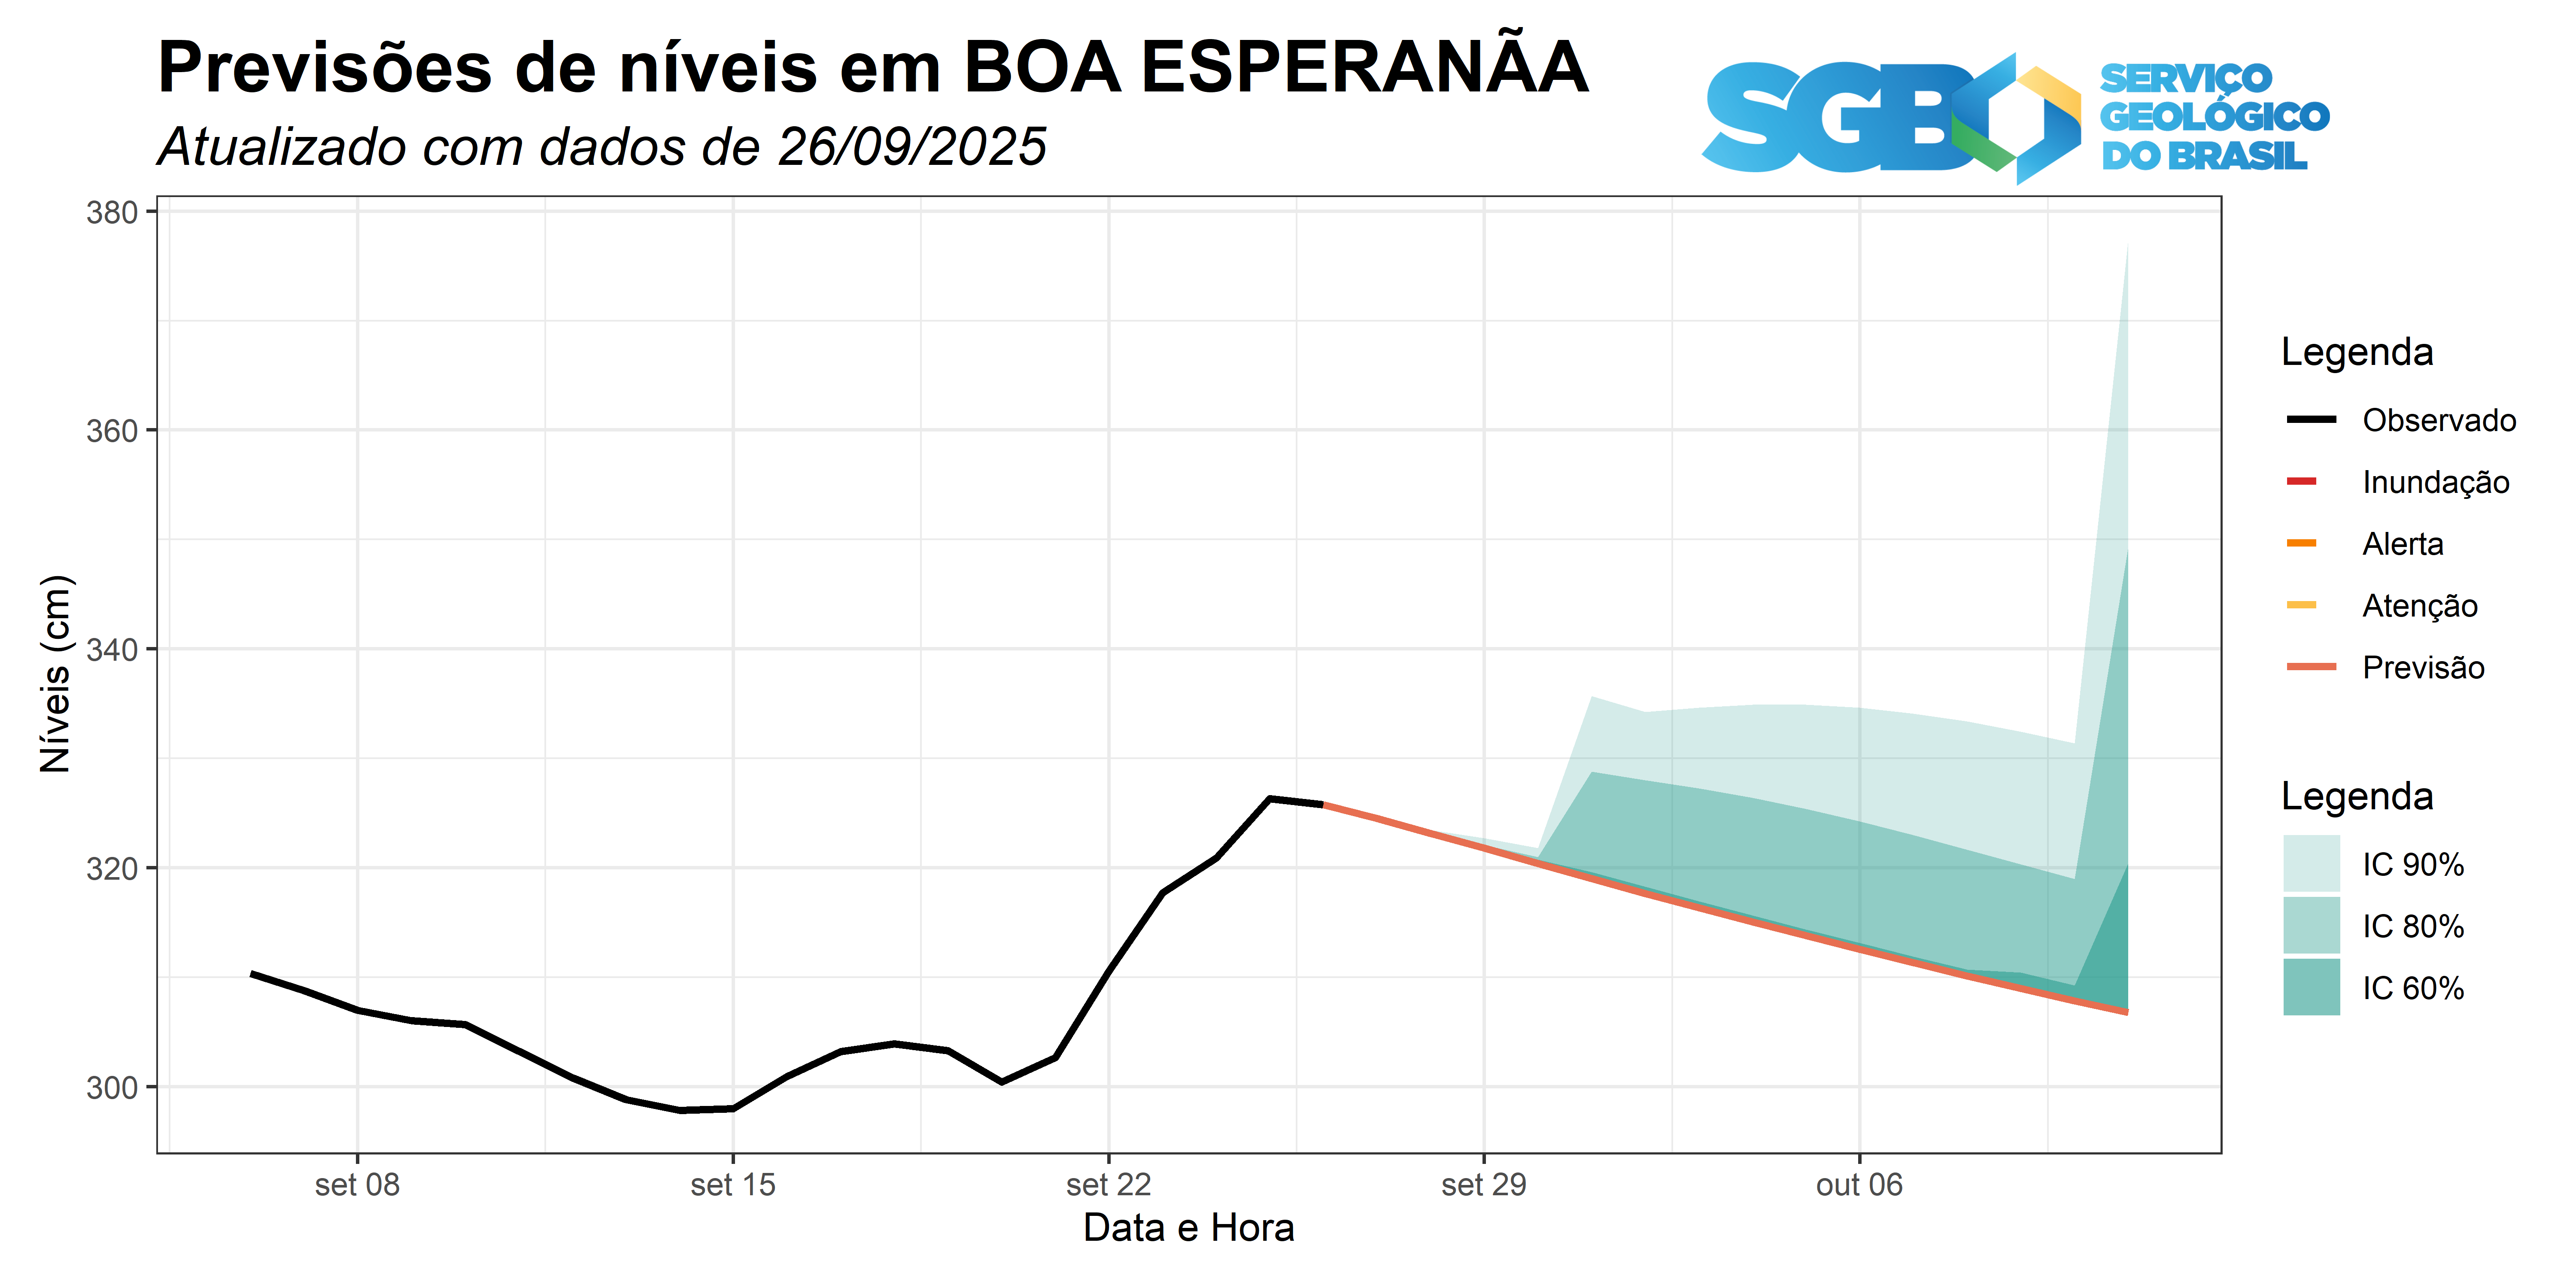 Previsões de níveis em BOA ESPERANÃA
Atualizado com dados de 26/09/2025
SGB
SERVIÇO
GEOLÓGICO
DO BRASIL
380
360
340
320
300
Níveis (cm)
set 08
set 15
set 22
set 29
out 06
Data e Hora
Legenda
Observado
Inundação
Alerta
Atenção
Previsão
Legenda
IC 90%
IC 80%
IC 60%